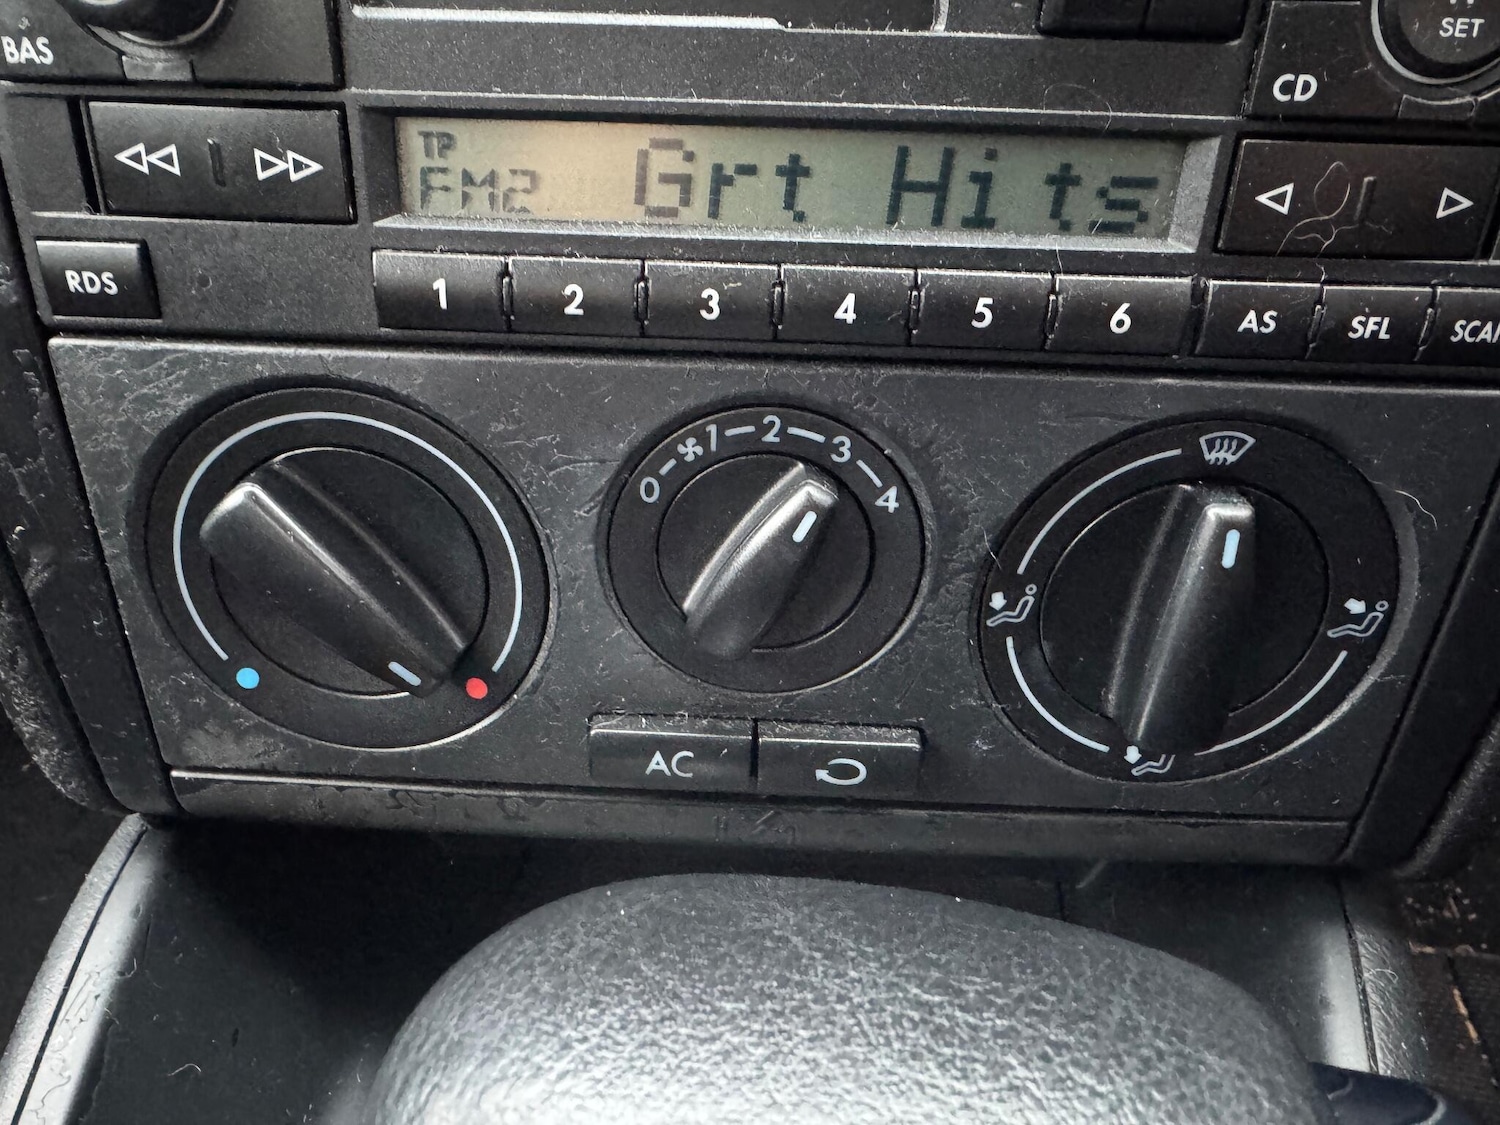 BAS
SET
CD
TP
FM2 Grt Hits
RDS
1 2 3 4 5 6 AS SFL
0 1 2 3 4
AC